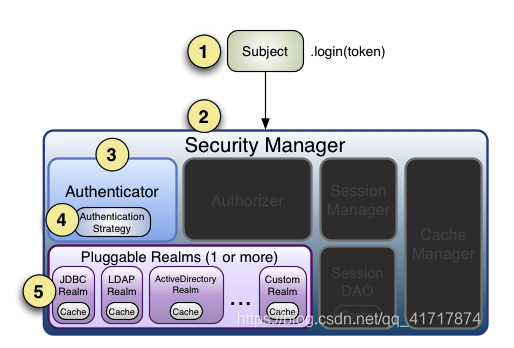 1
Subject
.login(token)
2
Security Manager
3
Authenticator
4
Authentication
Strategy
Authorizer
Session
Manager
Cache
Manager
Session
DAO
Pluggable Realms (1 or more)
5
JDBC
Realm
Cache
LDAP
Realm
Cache
ActiveDirectory
Realm
Cache
...
Custom
Realm
Cache
https://blog.csdn.net/qq_41717874